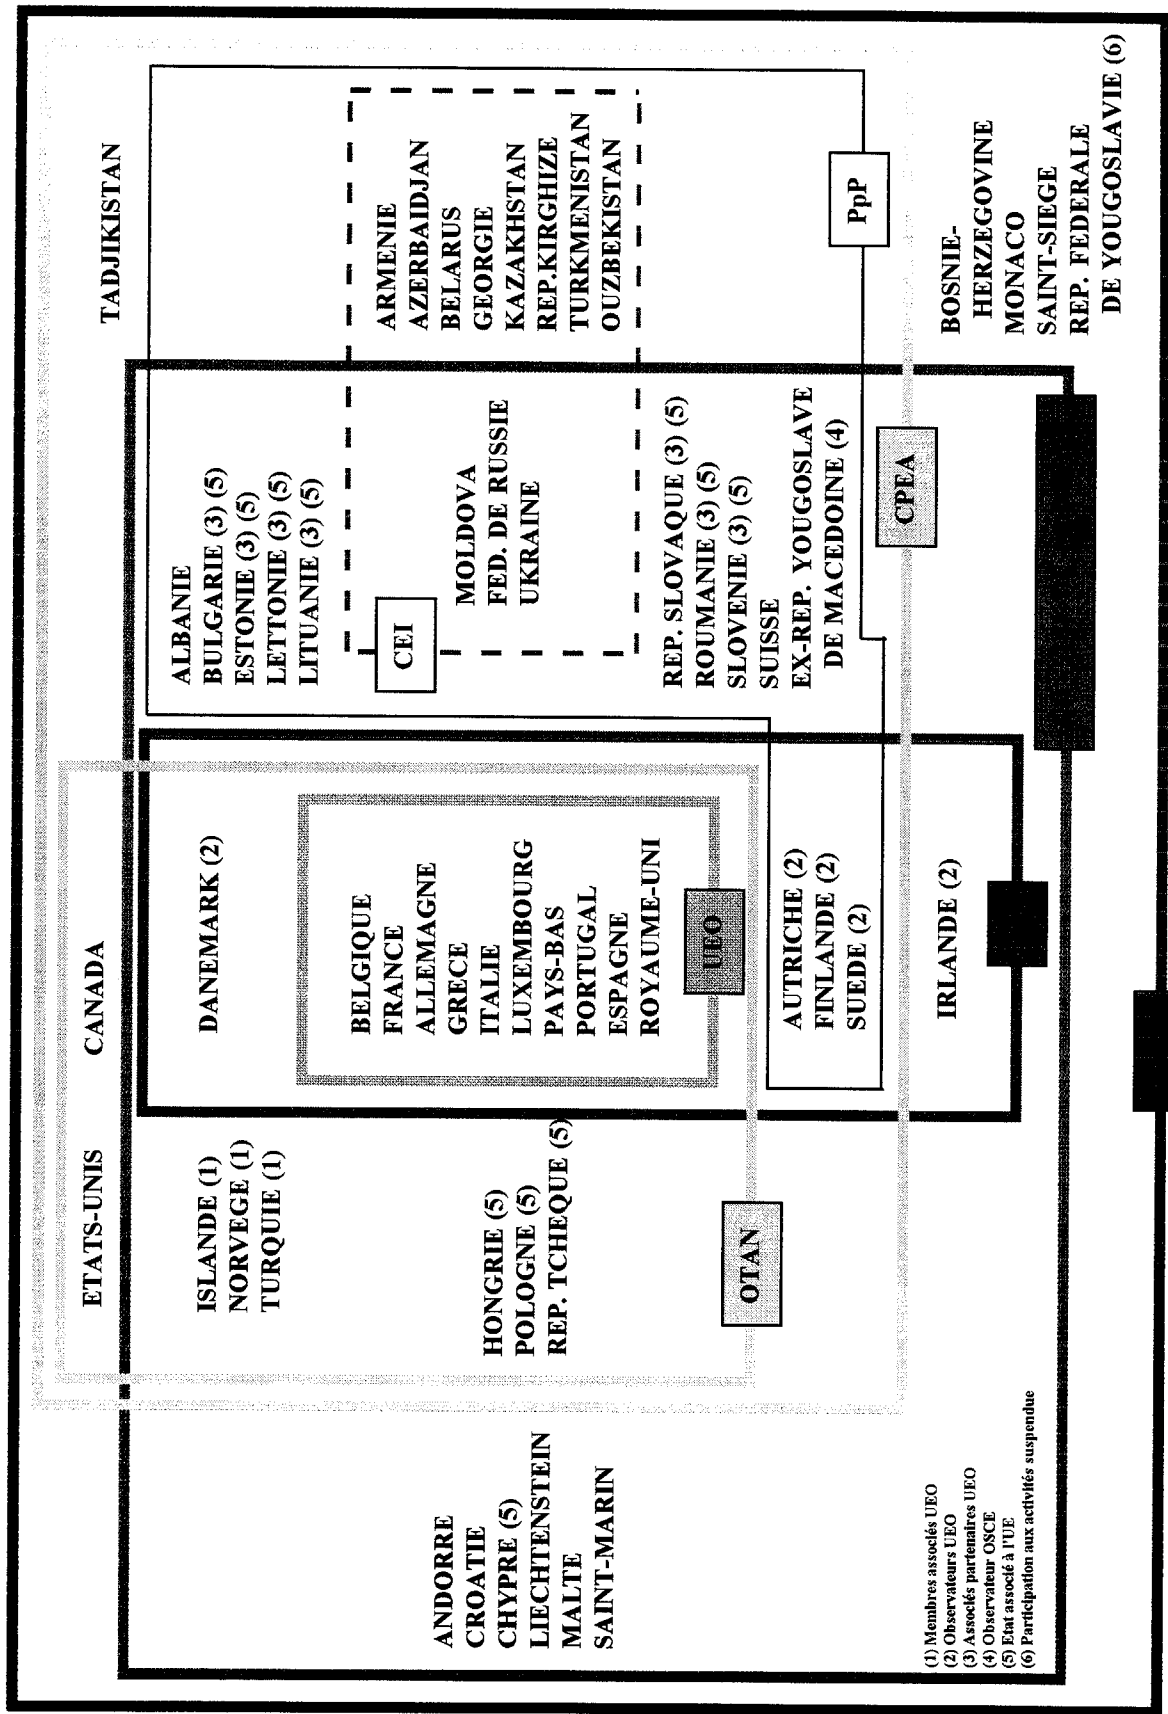 ETATS-UNIS
CANADA
TADJIKISTAN
ISLANDE (1)
NORVEGE (1)
TURQUIE (1)
DANEMARK (2)
ALBANIE
BULGARIE (3) (5)
ESTONIE (3) (5)
LETTONIE (3) (5)
LITUANIE (3) (5)
ANDORRE
CROATIE
CHYPRE (5)
LIECHTENSTEIN
MALTE
SAINT-MARIN
HONGRIE (5)
POLOGNE (5)
REP. TCHEQUE (5)
BELGIQUE
FRANCE
ALLEMAGNE
GRECE
ITALIE
LUXEMBOURG
PAYS-BAS
PORTUGAL
ESPAGNE
ROYAUME-UNI
CEI
MOLDOVA
FED. DE RUSSIE
UKRAINE
ARMENIE
AZERBAIDJAN
BELARUS
GEORGIE
KAZAKHSTAN
REP.KIRGHIZE
TURKMENISTAN
OUZBEKISTAN
OTAN
UEO
REP. SLOVAQUE (3) (5)
ROUMANIE (3) (5)
SLOVENIE (3) (5)
SUISSE
EX-REP. YOUGOSLAVE
DE MACEDOINE (4)
AUTRICHE (2)
FINLANDE (2)
SUEDE (2)
PpP
CPEA
IRLANDE (2)
BOSNIE-
HERZEGOVINE
MONACO
SAINT-SIEGE
REP. FEDERALE
DE YOUGOSLAVIE (6)
(1) Membres associés UEO
(2) Observateurs UEO
(3) Associés partenaires UEO
(4) Observateur OSCE
(5) Etat associé à l'UE
(6) Participation aux activités suspendue